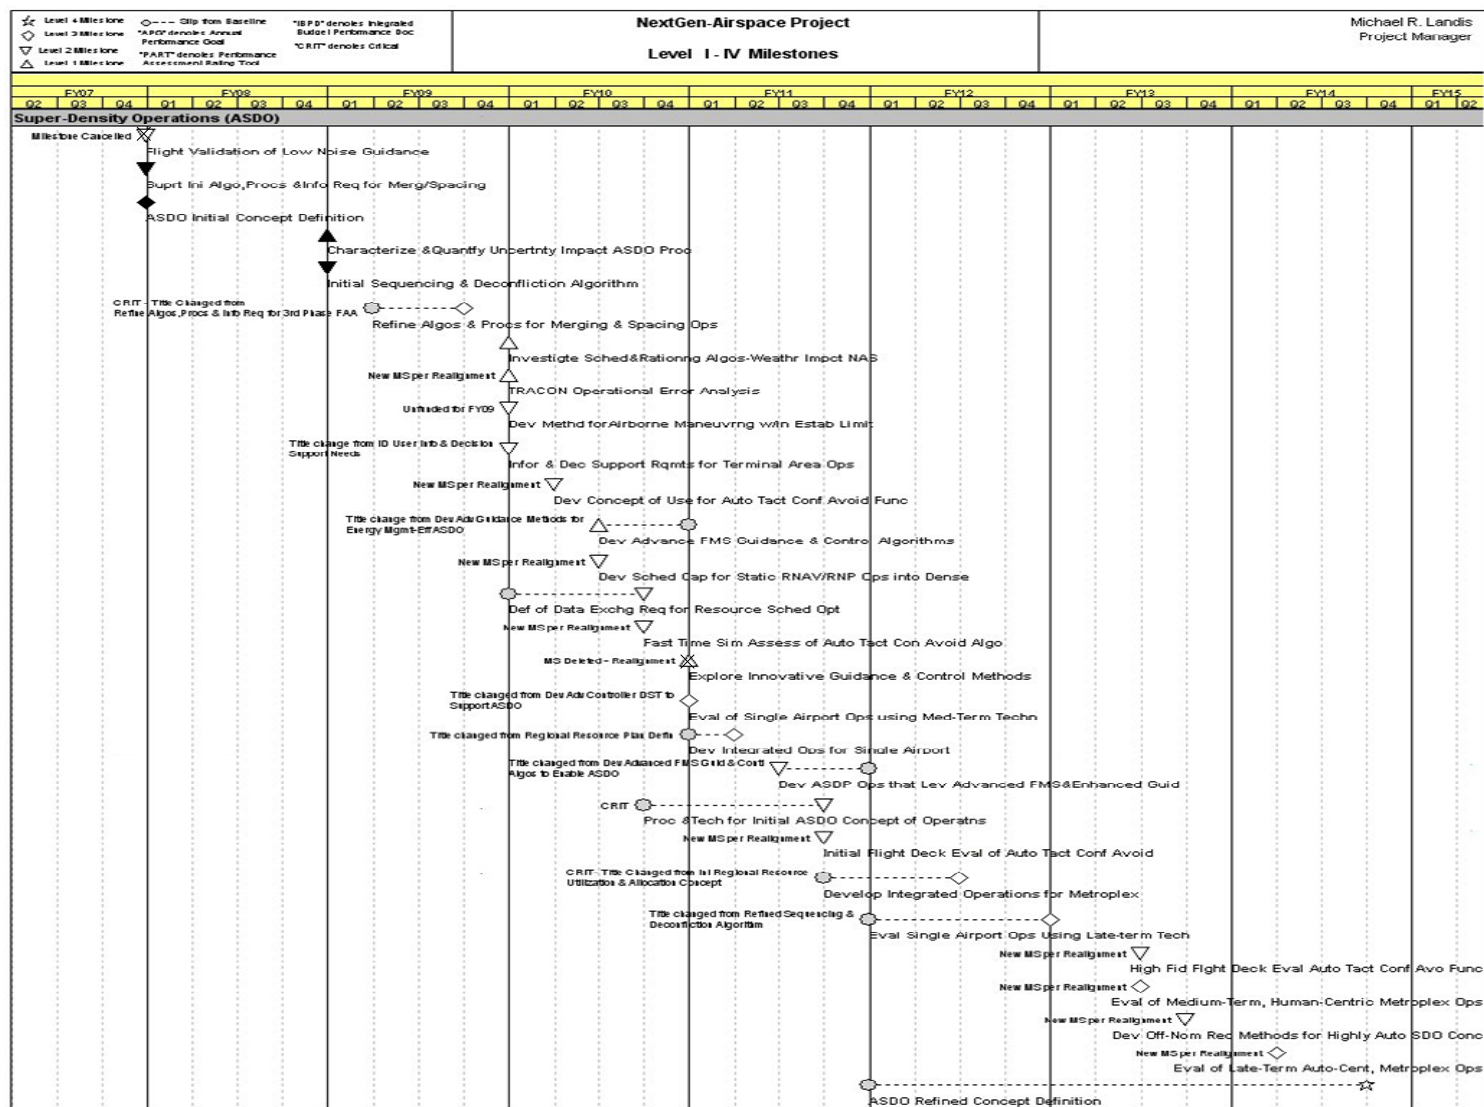 Level 4 Milestone
Slip from Baseline
"IBPD" denotes Integrated
Budget Performance Doc
Level 3 Milestone
"APG" denotes Annual
Performance Goal
"CRIT" denotes Critical
Level 2 Milestone
"PART" denotes Performance
Assessment Rating Tool
Level 1 Milestone
NextGen-Airspace Project
Level I - IV Milestones
Michael R. Landis
Project Manager
FY07 FY08 FY09 FY10 FY11 FY12 FY13 FY14 FY15
Q2 Q3 Q4 Q1 Q2 Q3 Q4 Q1 Q2 Q3 Q4 Q1 Q2 Q3 Q4 Q1 Q2 Q3 Q4 Q1 Q2 Q3 Q4 Q1 Q2 Q3 Q4 Q1 Q2 Q3 Q4 Q1 Q2
Super-Density Operations (ASDO)
Milestone Cancelled
Flight Validation of Low Noise Guidance
Suprt Ini Algo,Procs &Info Req for Merg/Spacing
ASDO Initial Concept Definition
Characterize &Quantfy Uncertnty Impact ASDO Proc
Initial Sequencing & Deconfliction Algorithm
CRIT - Title Changed from
Refine Algos,Procs & Info Req for 3rd Phase FAA
Refine Algos & Procs for Merging & Spacing Ops
Investigte Sched&Rationng Algos-Weathr Impct NAS
New MS per Realignment
TRACON Operational Error Analysis
Unfunded for FY09
Dev Methd forAirborne Maneuvrng w/in Estab Limit
Title change from ID User Info & Decision
Support Needs
Infor & Dec Support Rqmts for Terminal Area Ops
New MS per Realignment
Dev Concept of Use for Auto Tact Conf Avoid Func
Title change from Dev Adv Guidance Methods for
Energy Mgmt-Eff ASDO
Dev Advance FMS Guidance & Control Algorithms
New MS per Realignment
Dev Sched Cap for Static RNAV/RNP Ops into Dense
Def of Data Exchg Req for Resource Sched Opt
New MS per Realignment
Fast Time Sim Assess of Auto Tact Con Avoid Algo
MS Deleted - Realignment
Explore Innovative Guidance & Control Methods
Title changed from Dev Adv Controller DST to
Support ASDO
Eval of Single Airport Ops using Med-Term Techn
Title changed from Regional Resource Plan Defn
Dev Integrated Ops for Single Airport
Title changed from Dev Advanced FMS Guid & Contl
Algos to Enable ASDO
Dev ASDP Ops that Lev Advanced FMS&Enhanced Guid
CRIT
Proc &Tech for Initial ASDO Concept of Operatns
New MS per Realignment
Initial Flight Deck Eval of Auto Tact Conf Avoid
CRIT- Title Changed from Ini Regional Resource
Utilization & Allocation Concept
Develop Integrated Operations for Metroplex
Title changed from Refined Sequencing &
Deconfliction Algorithm
Eval Single Airport Ops Using Late-term Tech
New MS per Realignment
High Fid Flght Deck Eval Auto Tact Conf Avo Func
New MS per Realignment
Eval of Medium-Term, Human-Centric Metroplex Ops
New MS per Realignment
Dev Off-Nom Rec Methods for Highly Auto SDO Conc
New MS per Realignment
Eval of Late-Term Auto-Cent, Metroplex Ops
ASDO Refined Concept Definition